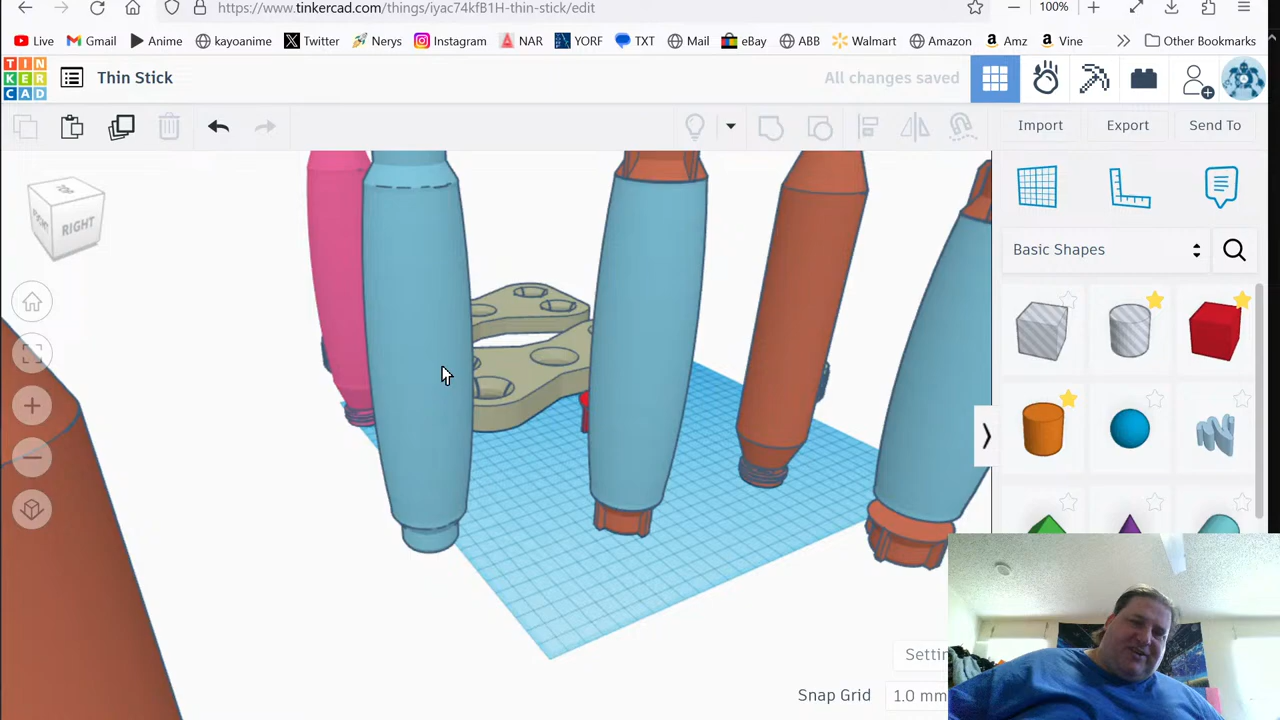 https://www.tinkercad.com/things/iyac74kfB1H-thin-stick/edit
100%
Live
Gmail
Anime
kayoanime
Twitter
Nerys
Instagram
NAR
YORF
TXT
Mail
eBay
ABB
Walmart
Amazon
Amz
Vine
Other Bookmarks
TIN
KER
CAD
Thin Stick
All changes saved
Import
Export
Send To
RIGHT
Basic Shapes
Settin
Snap Grid
1.0 mm